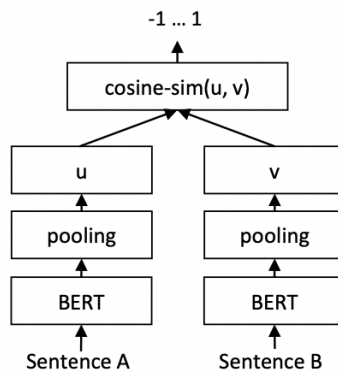 -1 … 1
cosine-sim(u, v)
u v
pooling pooling
BERT BERT
Sentence A Sentence B